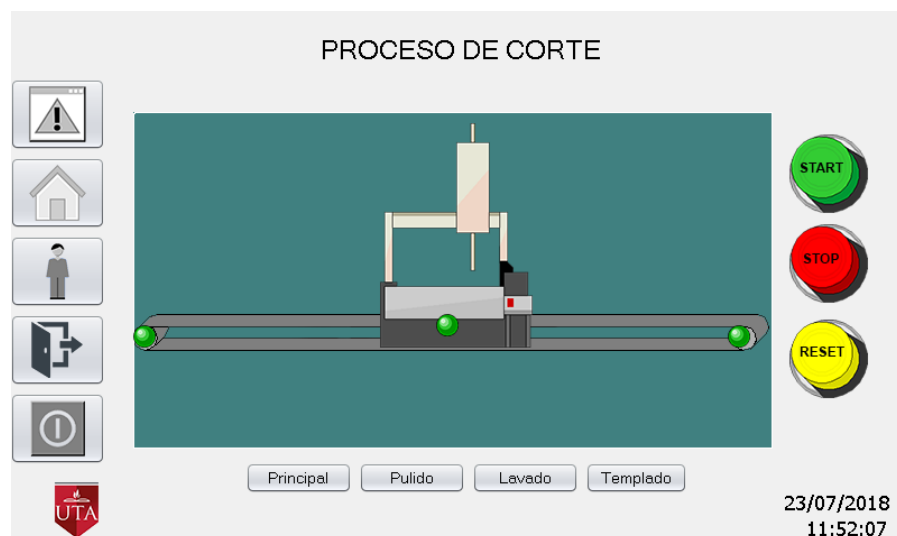 PROCESO DE CORTE
START
STOP
RESET
Principal Pulido Lavado Templado
UTA
23/07/2018
11:52:07